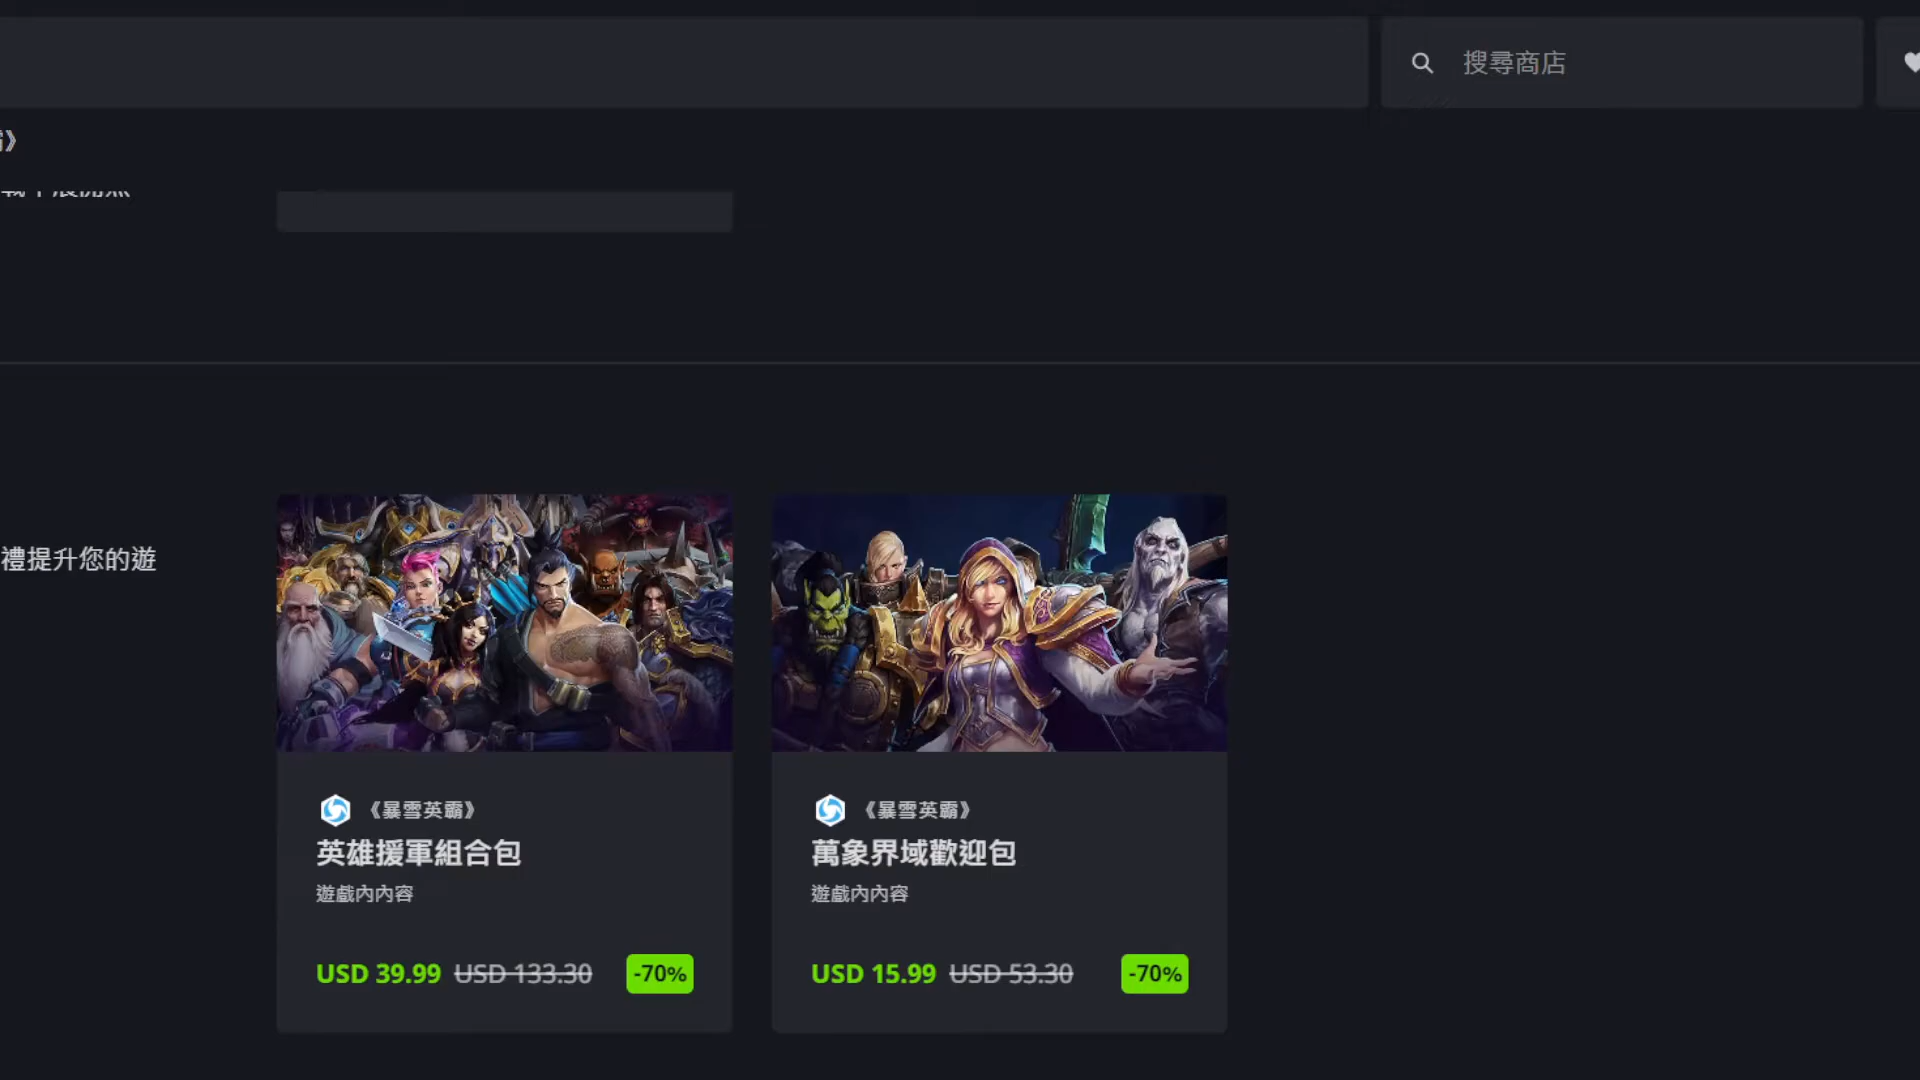 搜尋商店
》
禮提升您的遊
《暴雪英霸》
英雄援軍組合包
遊戲內內容
USD 39.99 USD 133.30 -70%
《暴雪英霸》
萬象界域歡迎包
遊戲內內容
USD 15.99 USD 53.30 -70%